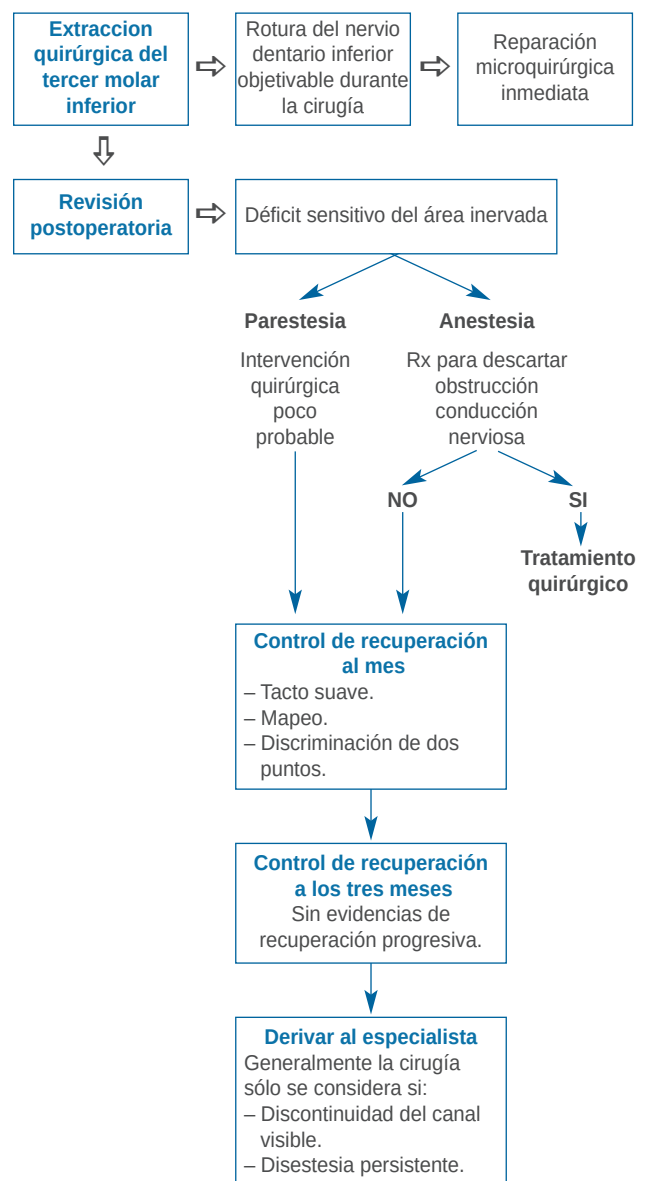 Extraccion
quirúrgica del
tercer molar
inferior
Rotura del nervio
dentario inferior
objetivable durante
la cirugía
Reparación
microquirúrgica
inmediata
Revisión
postoperatoria
Déficit sensitivo del área inervada
Parestesia
Intervención
quirúrgica
poco
probable
Anestesia
Rx para descartar
obstrucción
conducción
nerviosa
NO
SI
Tratamiento
quirúrgico
Control de recuperación
al mes
– Tacto suave.
– Mapeo.
– Discriminación de dos
puntos.
Control de recuperación
a los tres meses
Sin evidencias de
recuperación progresiva.
Derivar al especialista
Generalmente la cirugía
sólo se considera si:
– Discontinuidad del canal
visible.
– Disestesia persistente.